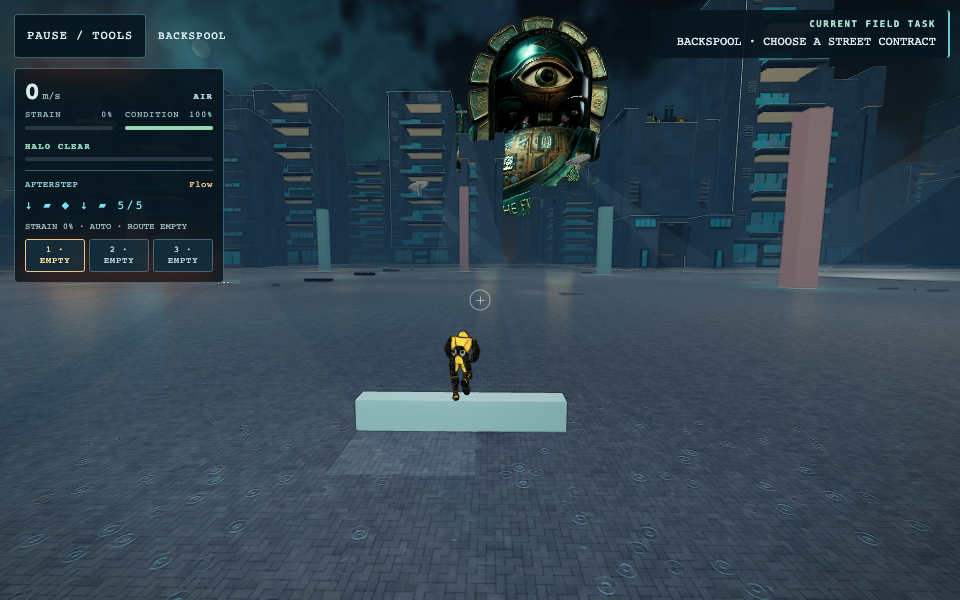 PAUSE / TOOLS
BACKSPOOL
CURRENT FIELD TASK
BACKSPOOL · CHOOSE A STREET CONTRACT
0 m/s
AIR
STRAIN 0%
CONDITION 100%
HALO CLEAR
AFTERSTEP
Flow
5/5
STRAIN 0% · AUTO · ROUTE EMPTY
1 ·
EMPTY
2 ·
EMPTY
3 ·
EMPTY